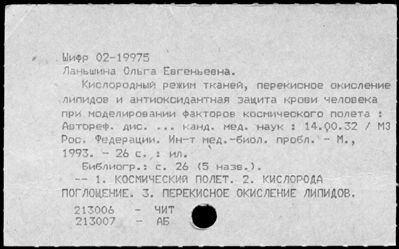 Шифр 02-19975
Ланьшина Ольга Евгеньевна.
Кислородный режим тканей, перекисное окисление
липидов и антиоксидантная защита крови человека
при моделировании факторов космического полета :
Автореф. дис. ... канд. мед. наук : 14.00.32 / МЗ
Рос. Федерации. Ин-т мед.-биол. пробл. - М.,
1993. - 26 с. : ил.
Библиогр.: с. 26 (5 назв.).
-- 1. КОСМИЧЕСКИЙ ПОЛЕТ. 2. КИСЛОРОДА
ПОГЛОЩЕНИЕ. 3. ПЕРЕКИСНОЕ ОКИСЛЕНИЕ ЛИПИДОВ.
213006 - ЧИТ
213007 - АБ